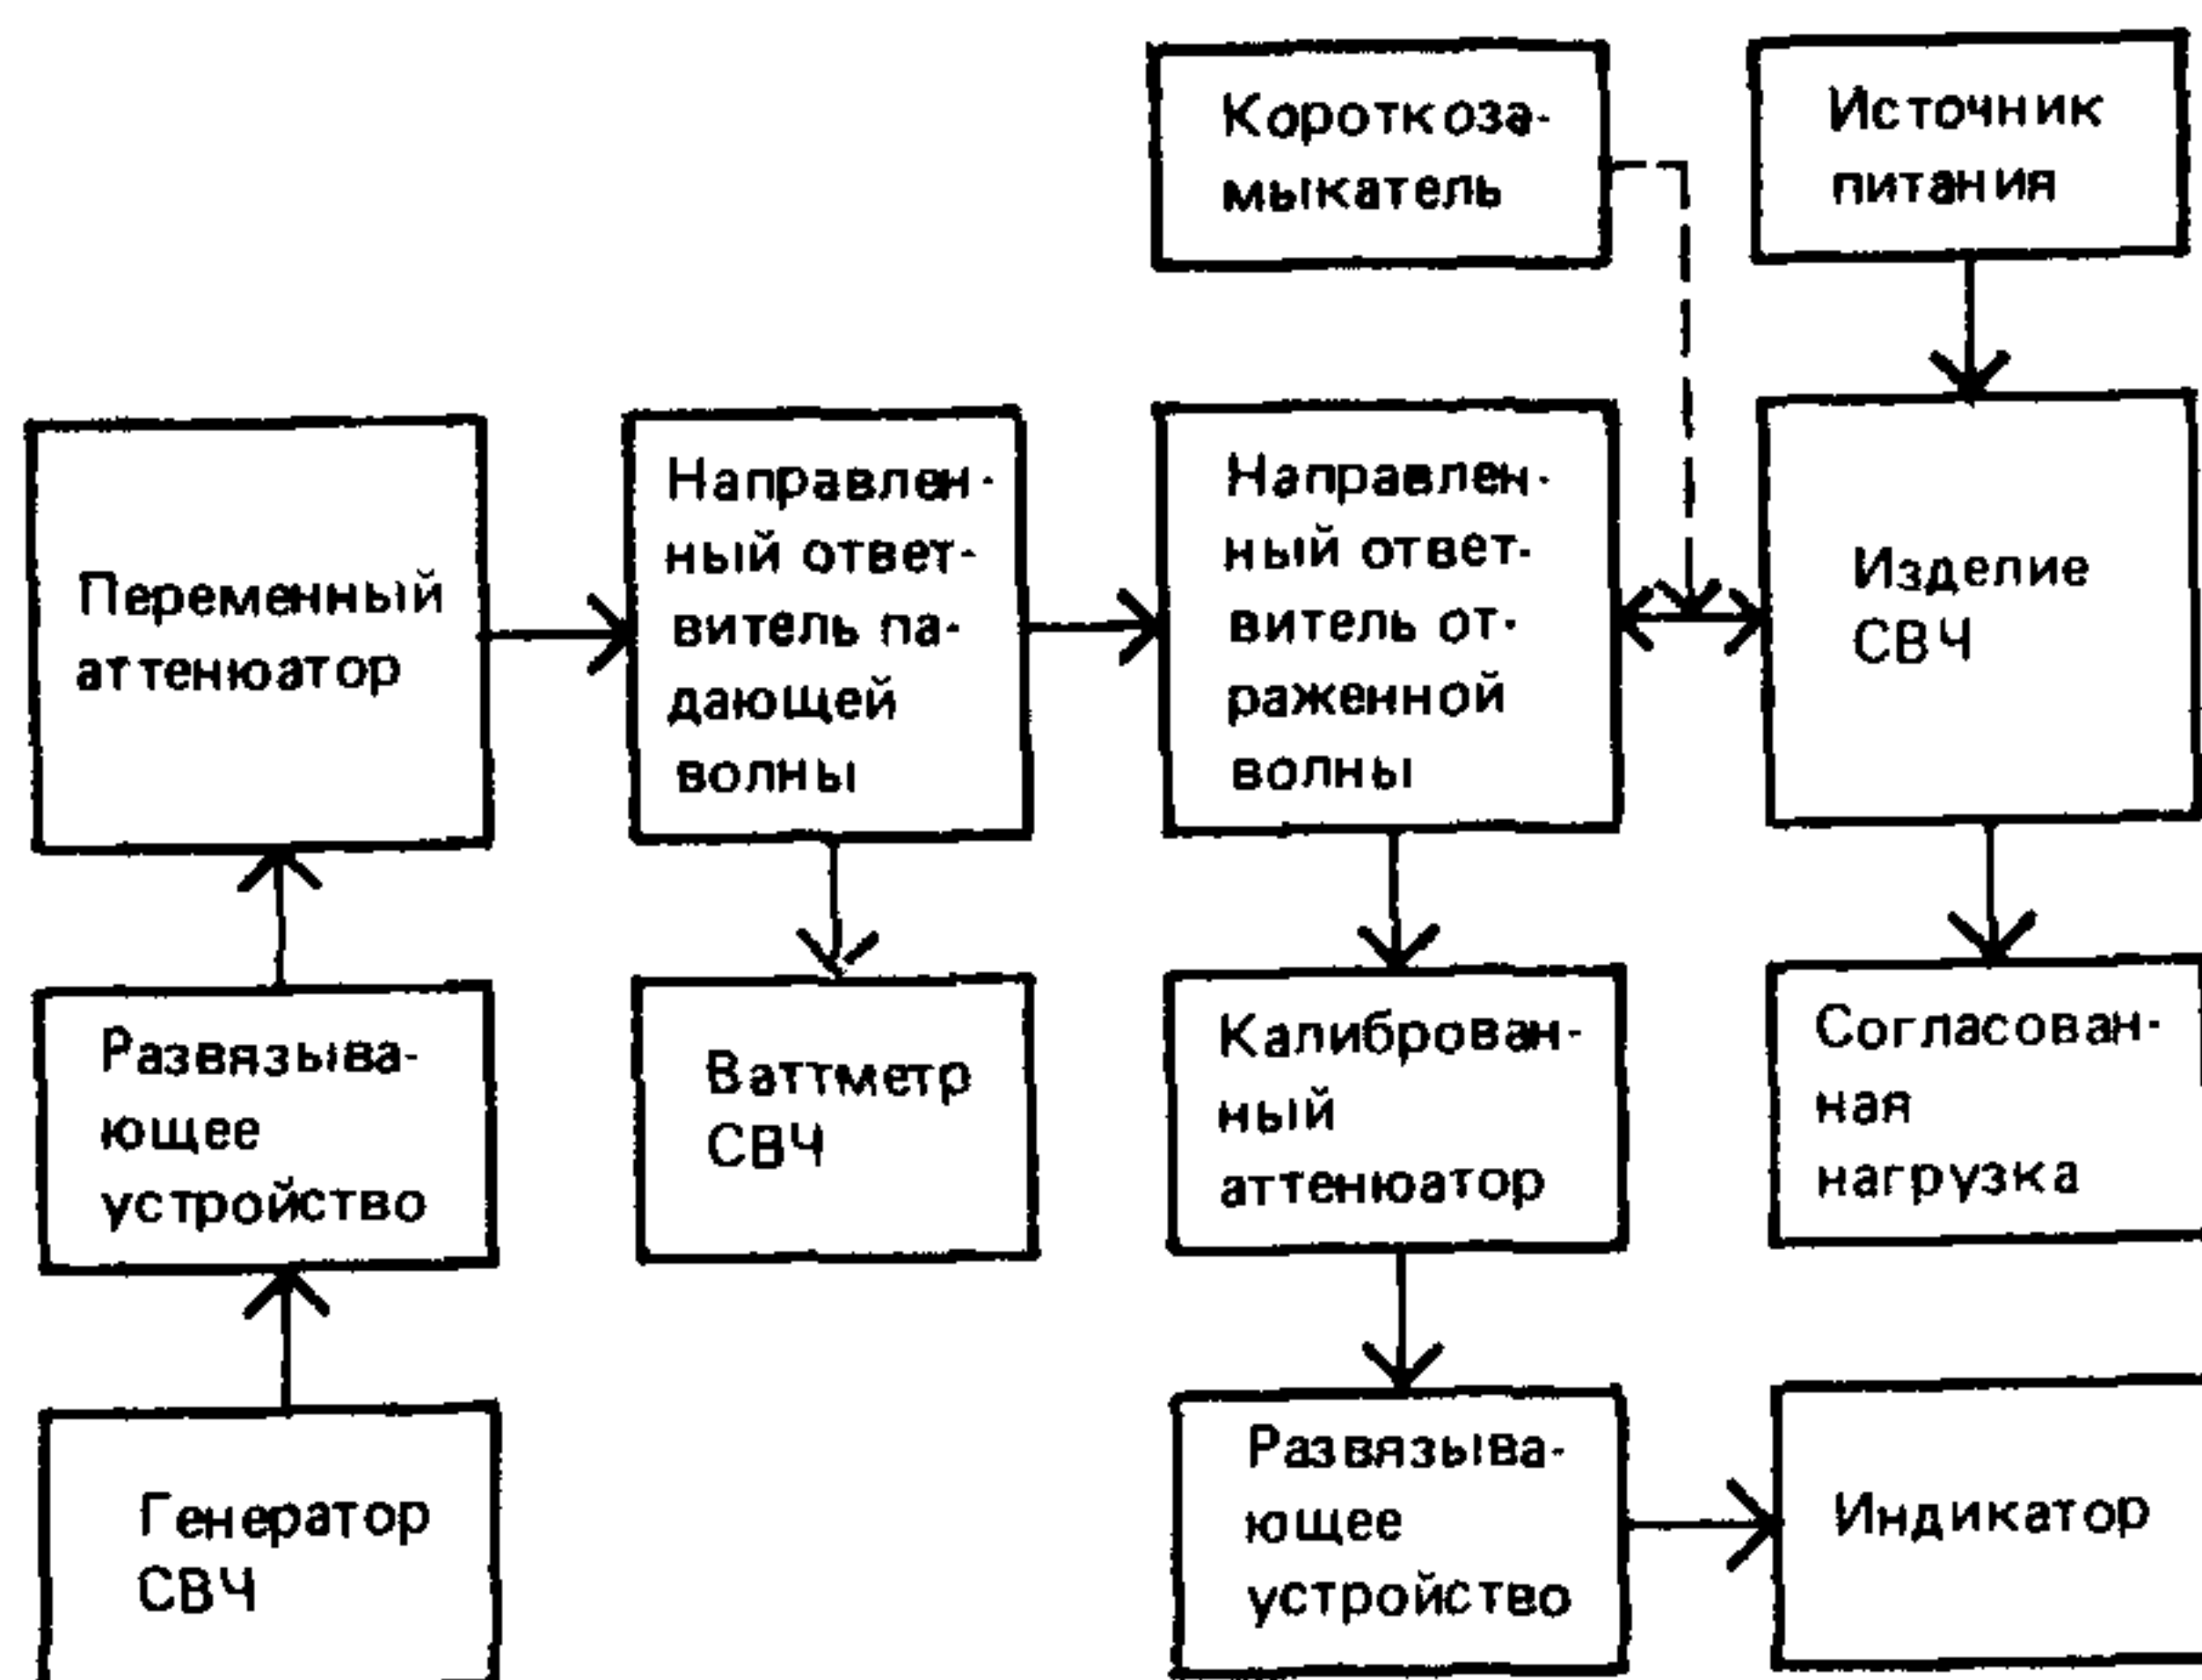 Короткоза-
мыкатель
Источник
питания
Переменный
аттенюатор
Направлен-
ный ответ-
витель па-
дающей
волны
Направлен-
ный ответ-
витель от-
раженной
волны
Изделие
СВЧ
Развязыва-
ющее
устройство
Ваттметр
СВЧ
Калиброван-
ный
аттенюатор
Согласован-
ная
нагрузка
Генератор
СВЧ
Развязыва-
ющее
устройство
Индикатор